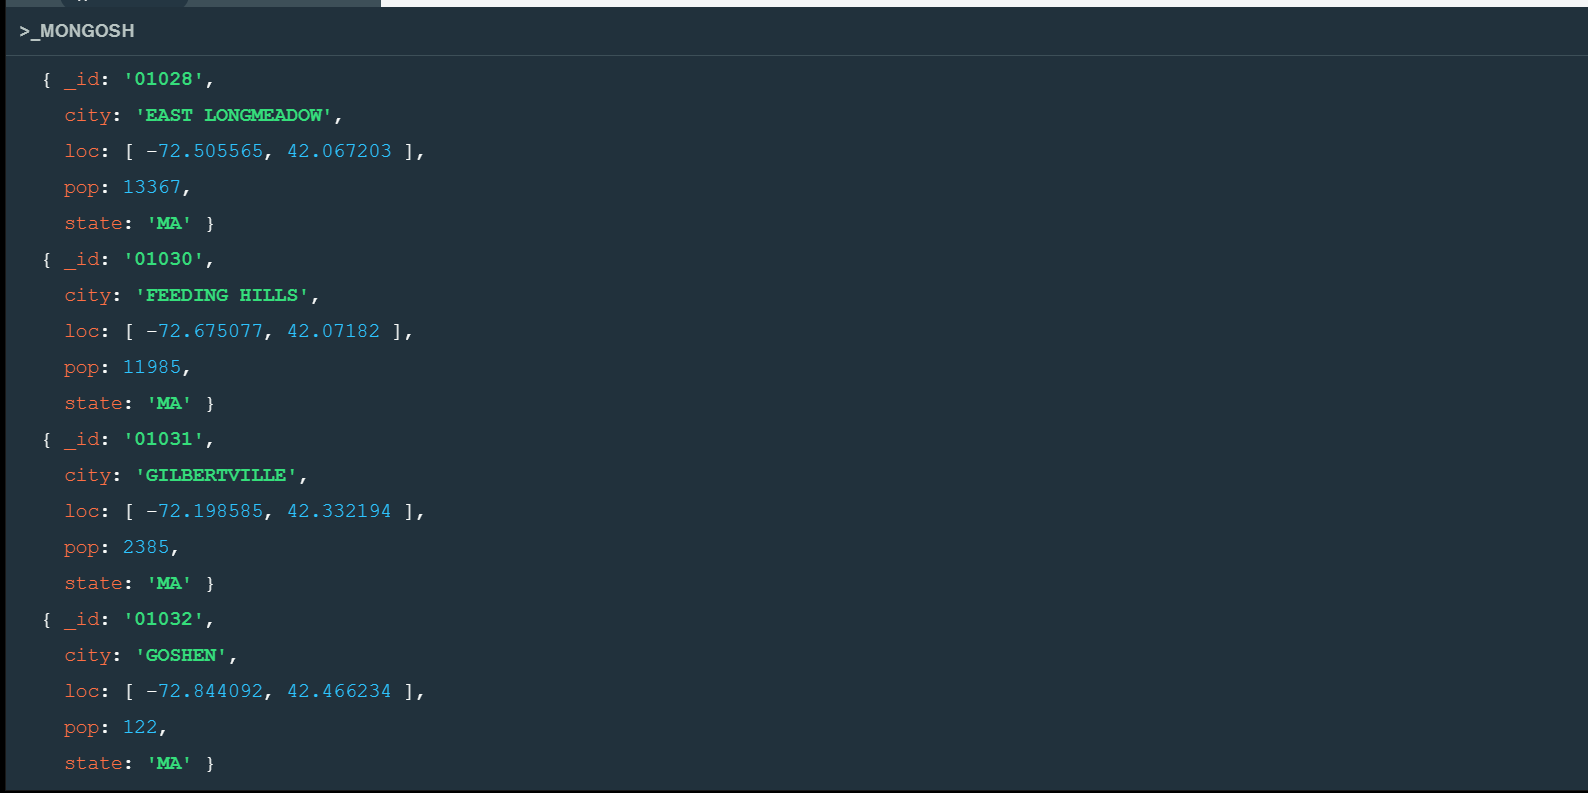 >_MONGOSH
{ _id: '01028',
city: 'EAST LONGMEADOW',
loc: [ -72.505565, 42.067203 ],
pop: 13367,
state: 'MA' }
{ _id: '01030',
city: 'FEEDING HILLS',
loc: [ -72.675077, 42.07182 ],
pop: 11985,
state: 'MA' }
{ _id: '01031',
city: 'GILBERTVILLE',
loc: [ -72.198585, 42.332194 ],
pop: 2385,
state: 'MA' }
{ _id: '01032',
city: 'GOSHEN',
loc: [ -72.844092, 42.466234 ],
pop: 122,
state: 'MA' }